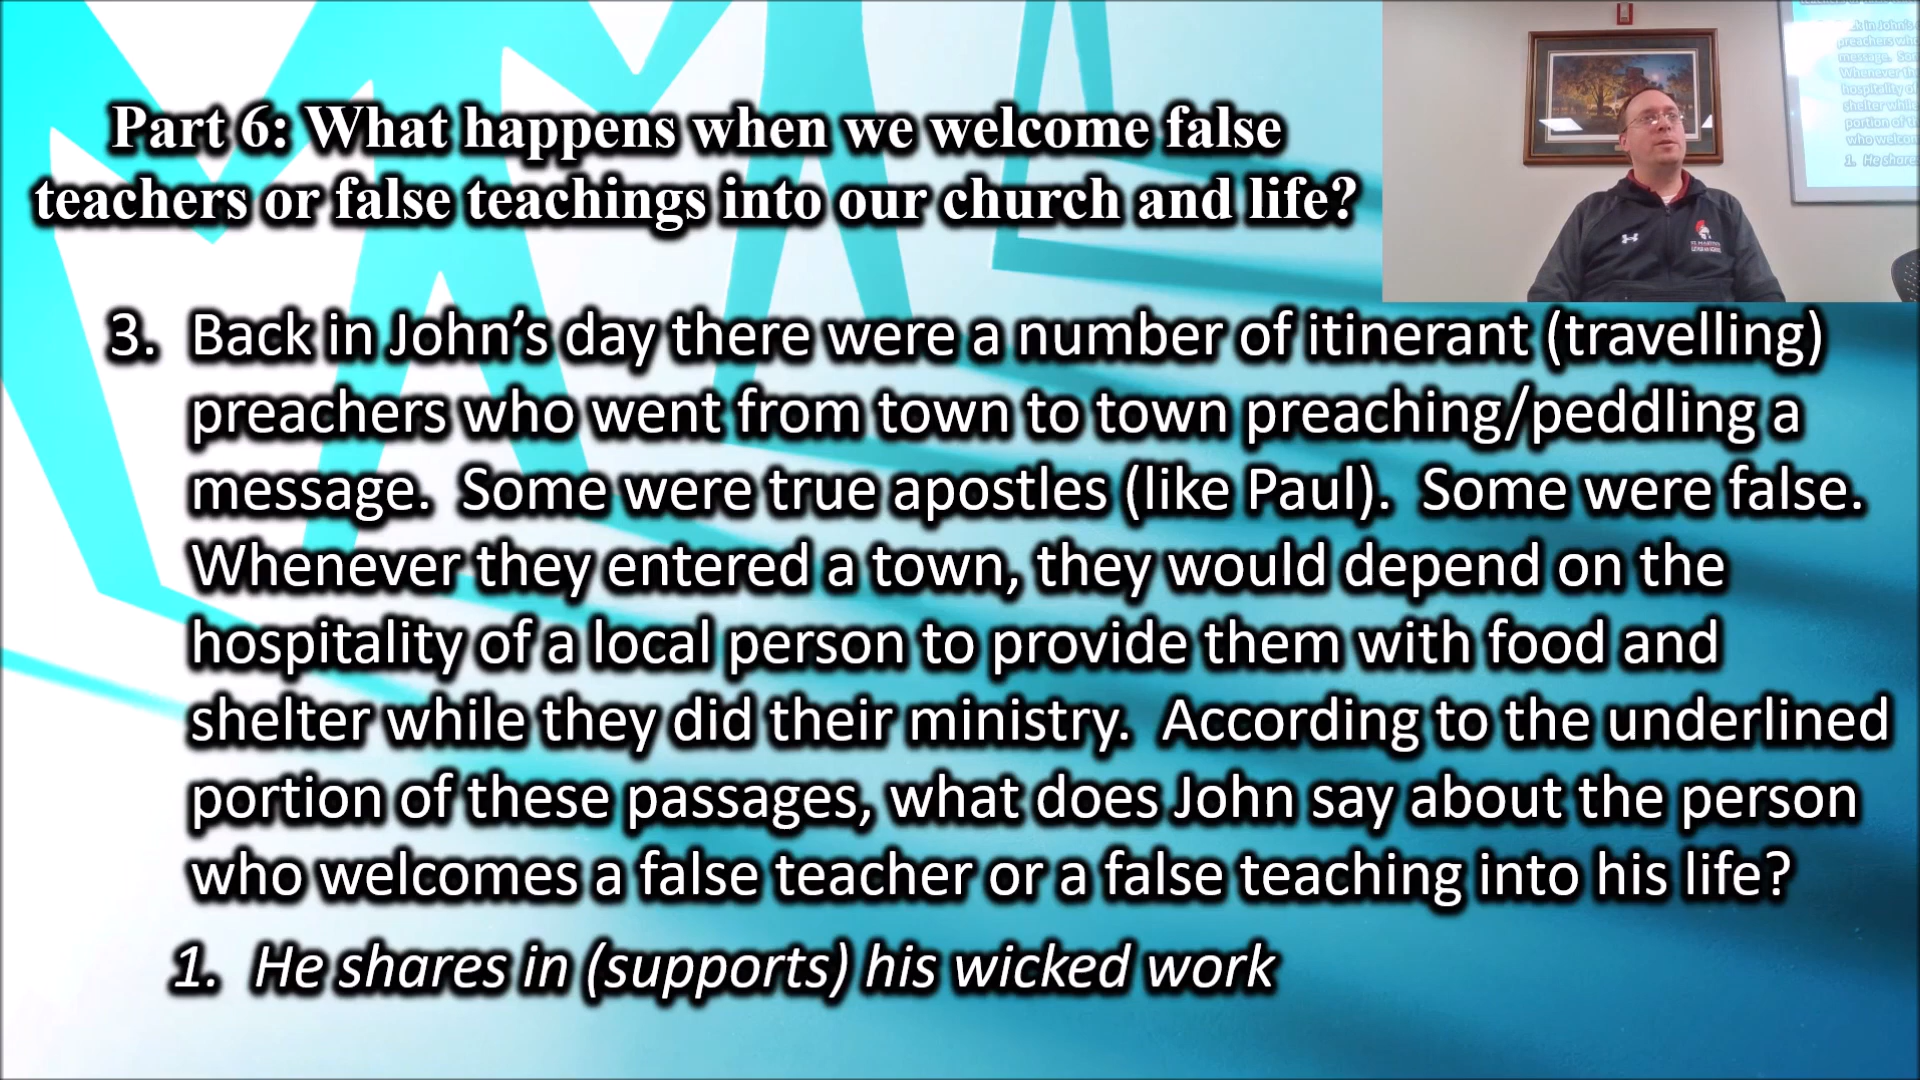 Part 6: What happens when we welcome false
teachers or false teachings into our church and life?
3. Back in John’s day there were a number of itinerant (travelling)
preachers who went from town to town preaching/peddling a
message.  Some were true apostles (like Paul).  Some were false.
Whenever they entered a town, they would depend on the
hospitality of a local person to provide them with food and
shelter while they did their ministry.  According to the underlined
portion of these passages, what does John say about the person
who welcomes a false teacher or a false teaching into his life?
1. He shares in (supports) his wicked work